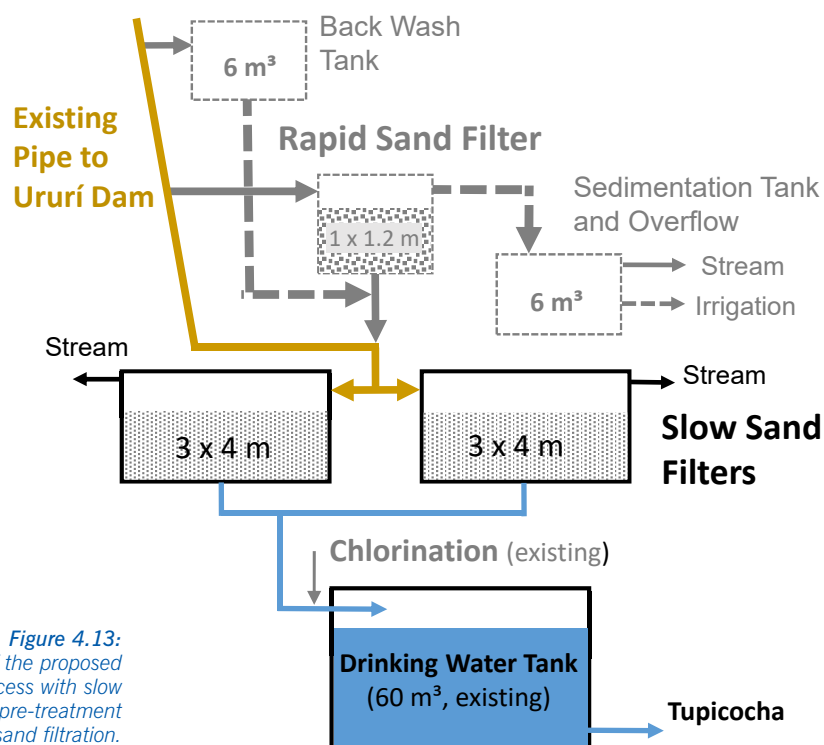 Back Wash
Tank
6 m³
Existing
Pipe to
Ururí Dam
Rapid Sand Filter
1 x 1.2 m
Sedimentation Tank
and Overflow
6 m³
Stream
Irrigation
Stream
Stream
3 x 4 m
3 x 4 m
Slow Sand
Filters
Chlorination (existing)
Figure 4.13:
the proposed
cess with slow
pre-treatment
sand filtration.
Drinking Water Tank
(60 m³, existing)
Tupicocha